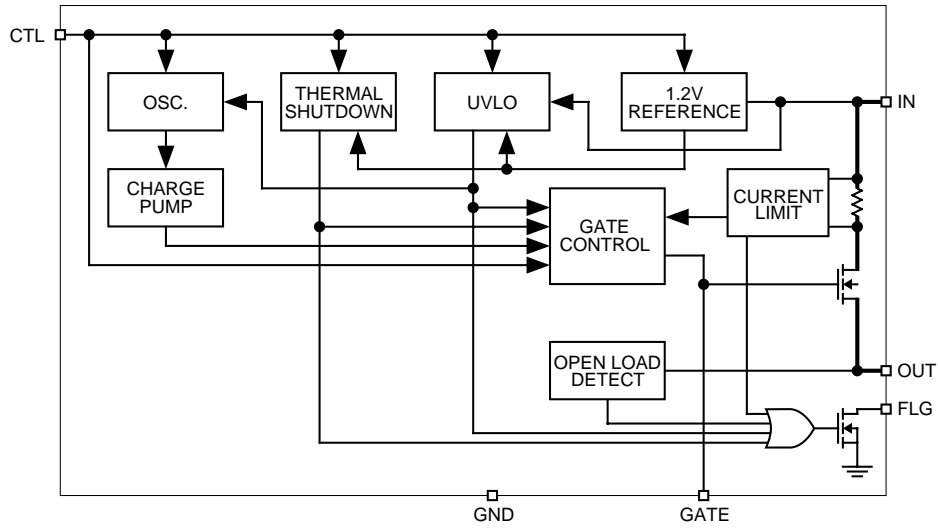 CTL
OSC.
THERMAL
SHUTDOWN
UVLO
1.2V
REFERENCE
IN
CHARGE
PUMP
GATE
CONTROL
CURRENT
LIMIT
OPEN LOAD
DETECT
OUT
FLG
GND
GATE